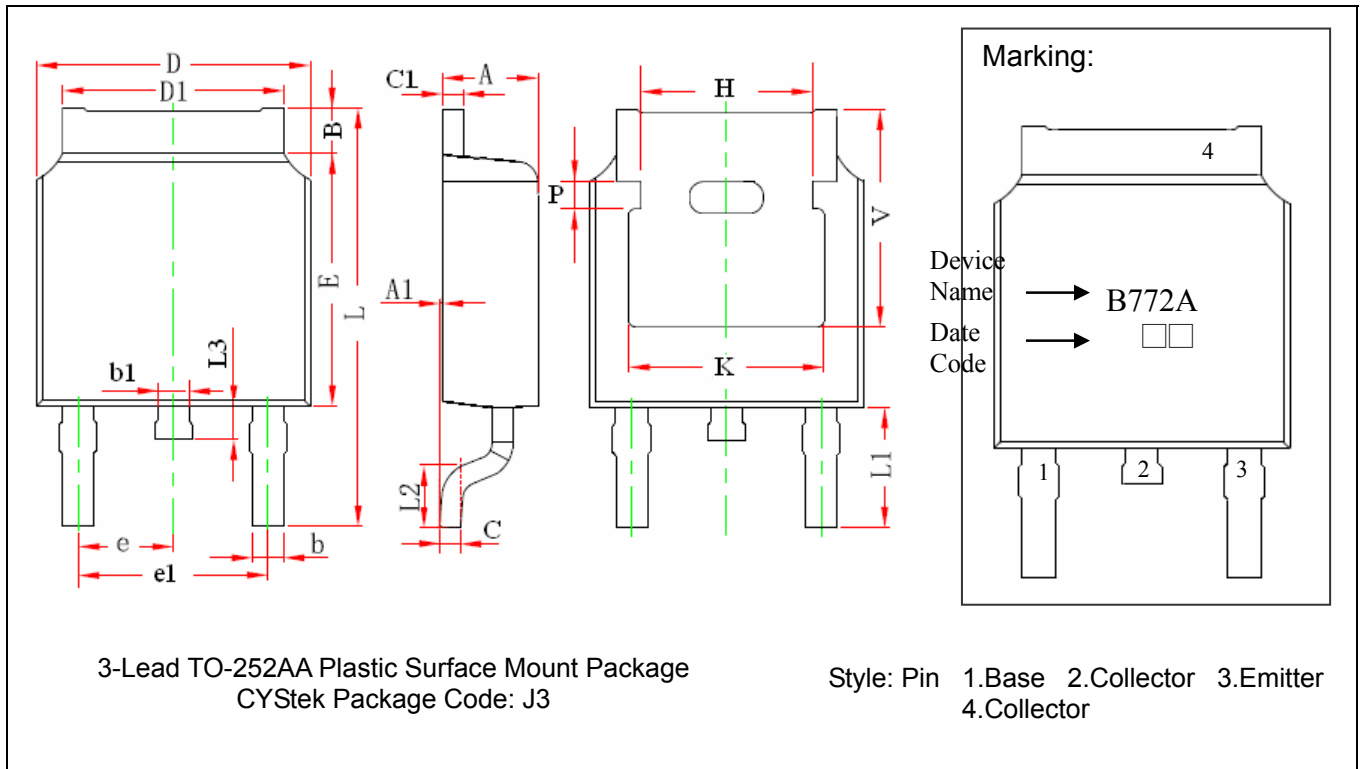 D
D1
B
E
L
L3
b1
e
e1
b
C1
A
A1
L2
C
H
P
V
K
L1
Marking:
4
Device
Name
B772A
Date
Code
□□
1
2
3
3-Lead TO-252AA Plastic Surface Mount Package
CYStek Package Code: J3
Style: Pin 1.Base 2.Collector 3.Emitter
4.Collector